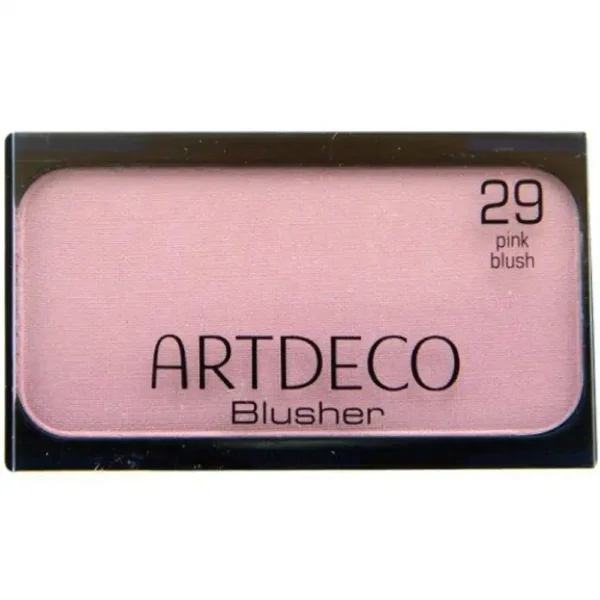 29
pink
blush
ARTDECO
Blusher